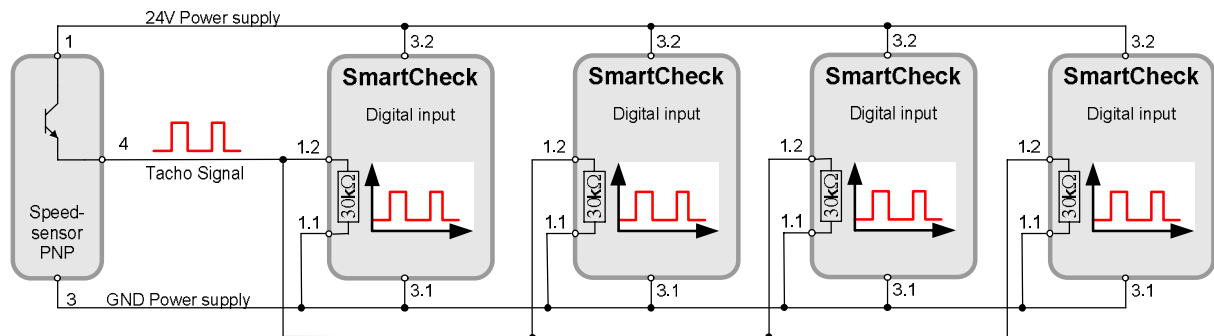 24V Power supply
1
3.2
3.2
3.2
3.2
SmartCheck
SmartCheck
SmartCheck
SmartCheck
Digital input
Digital input
Digital input
Digital input
4
Tacho Signal
1.2
1.2
1.2
1.2
30kΩ
30kΩ
30kΩ
30kΩ
1.1
1.1
1.1
1.1
Speed-
sensor
PNP
3
GND Power supply
3.1
3.1
3.1
3.1